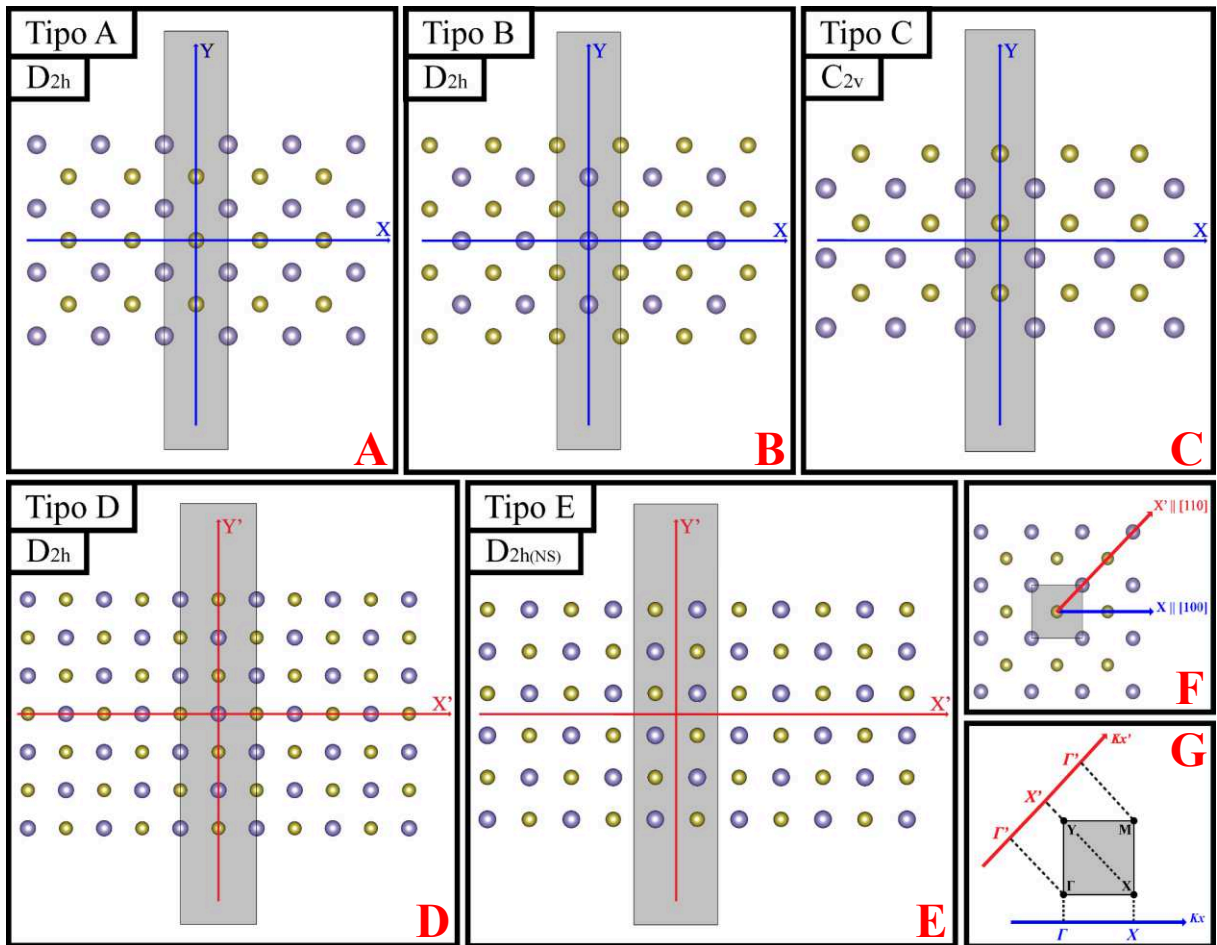 Tipo A
D2h
Y
X
A
Tipo B
D2h
Y
X
B
Tipo C
C2v
Y
X
C
Tipo D
D2h
Y'
X'
D
Tipo E
D2h(NS)
Y'
X'
E
X' || [110]
X || [100]
F
G
Kx'
Γ'
X'
Γ'
Y
M
Γ
X
Γ
X
Kx